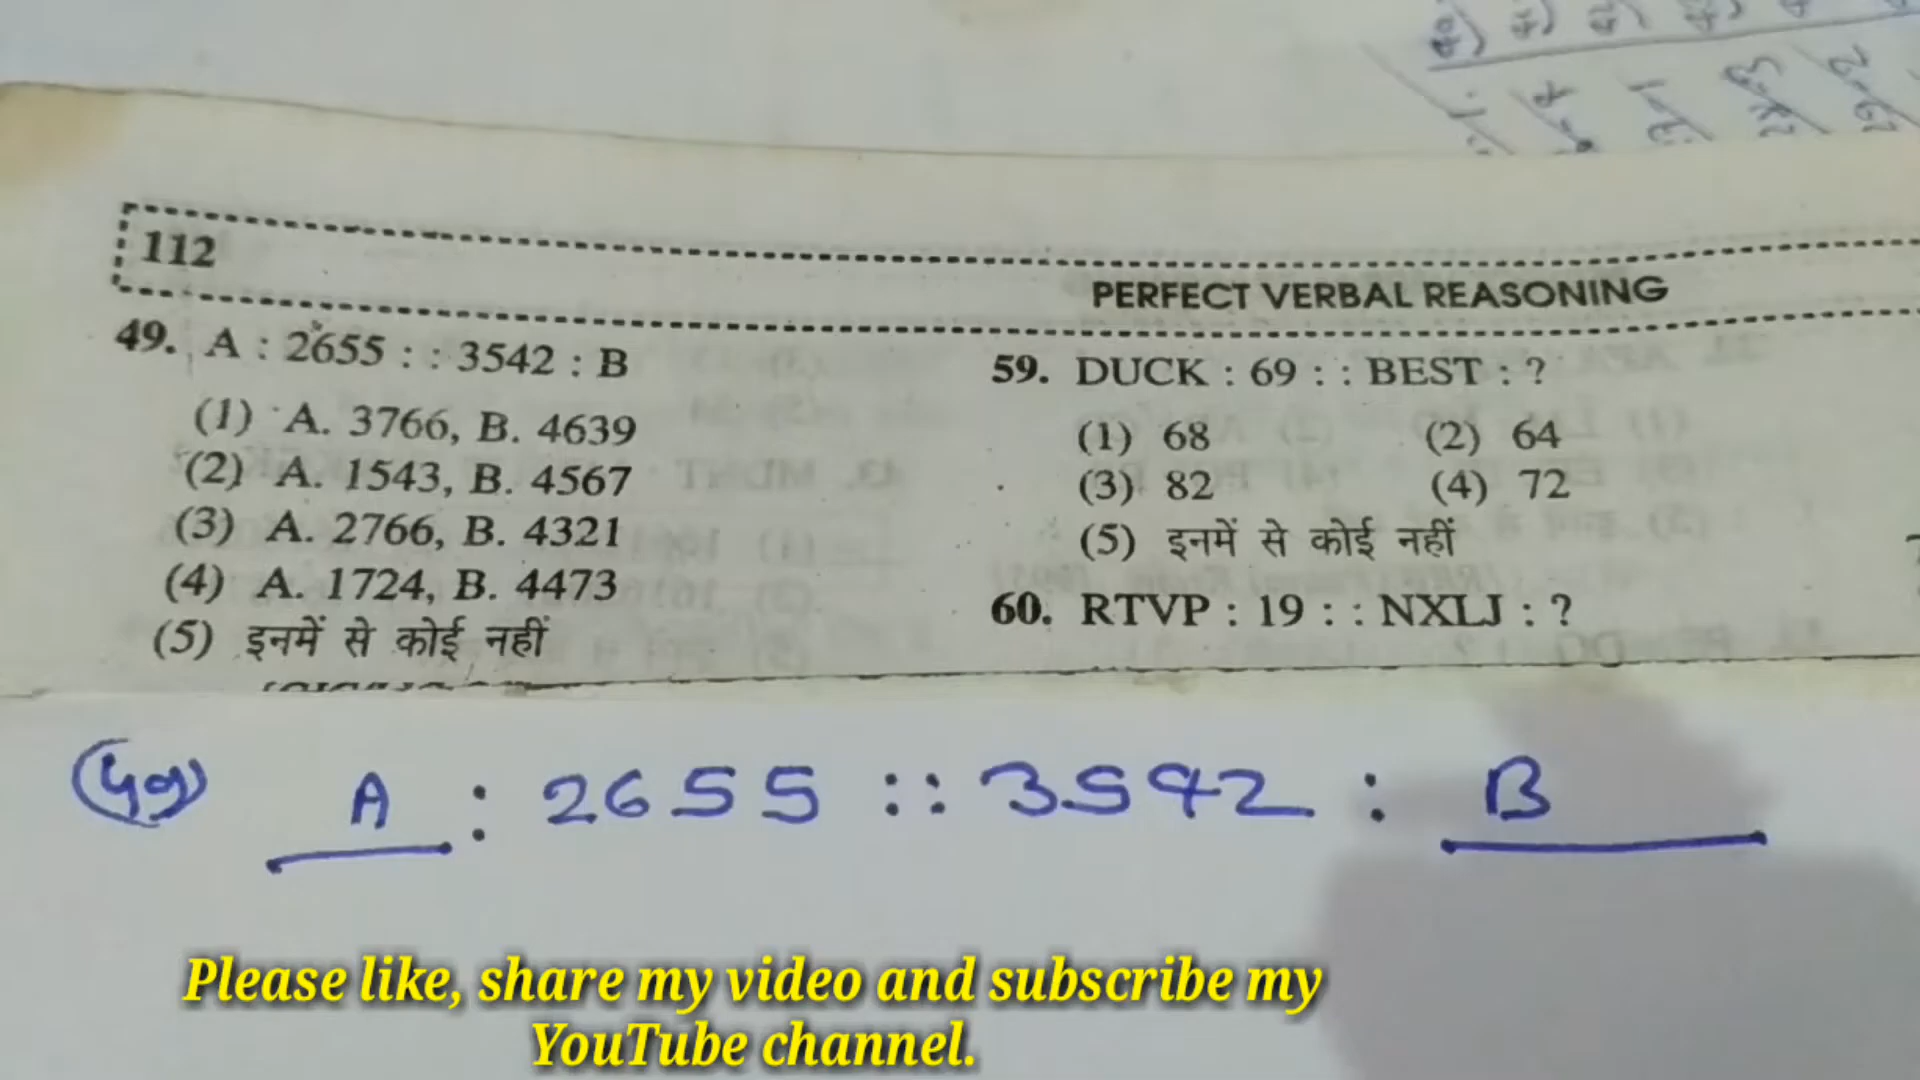 112
PERFECT VERBAL REASONING
49. A : 2655 : : 3542 : B
(1) A. 3766, B. 4639
(2) A. 1543, B. 4567
(3) A. 2766, B. 4321
(4) A. 1724, B. 4473
(5) इनमें से कोई नहीं
59. DUCK : 69 : : BEST : ?
(1) 68 (2) 64
(3) 82 (4) 72
(5) इनमें से कोई नहीं
60. RTVP : 19 : : NXLJ : ?
49 A : 2655 :: 3542 : B
Please like, share my video and subscribe my
YouTube channel.